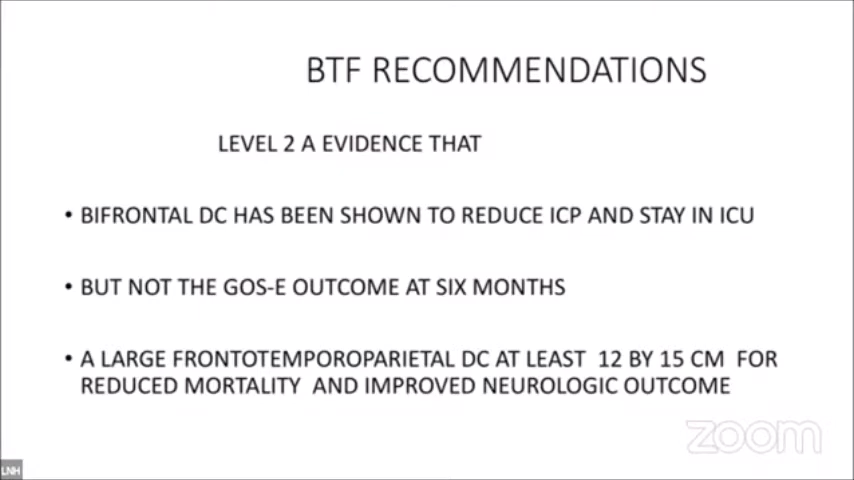 BTF RECOMMENDATIONS
LEVEL 2 A EVIDENCE THAT
• BIFRONTAL DC HAS BEEN SHOWN TO REDUCE ICP AND STAY IN ICU
• BUT NOT THE GOS-E OUTCOME AT SIX MONTHS
• A LARGE FRONTOTEMPOROPARIETAL DC AT LEAST 12 BY 15 CM FOR
REDUCED MORTALITY AND IMPROVED NEUROLOGIC OUTCOME
zoom
LNH